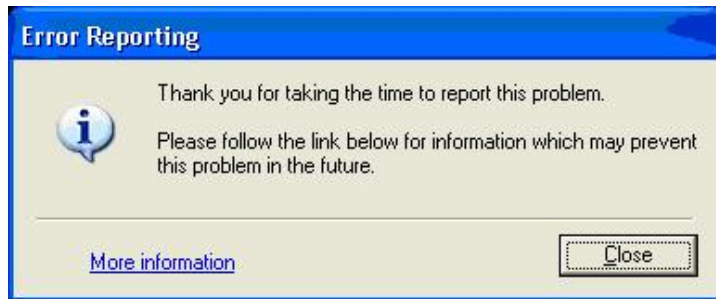 Error Reporting
Thank you for taking the time to report this problem.
Please follow the link below for information which may prevent
this problem in the future.
More information
Close